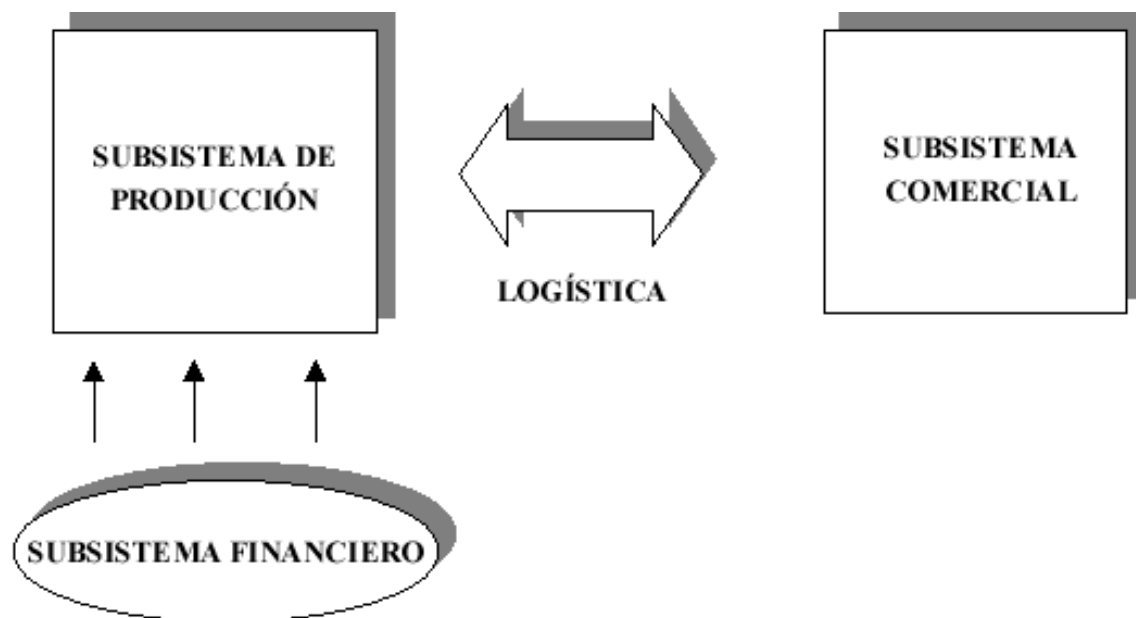 SUBSISTEMA DE
PRODUCCIÓN
SUBSISTEMA
COMERCIAL
LOGÍSTICA
SUBSISTEMA FINANCIERO